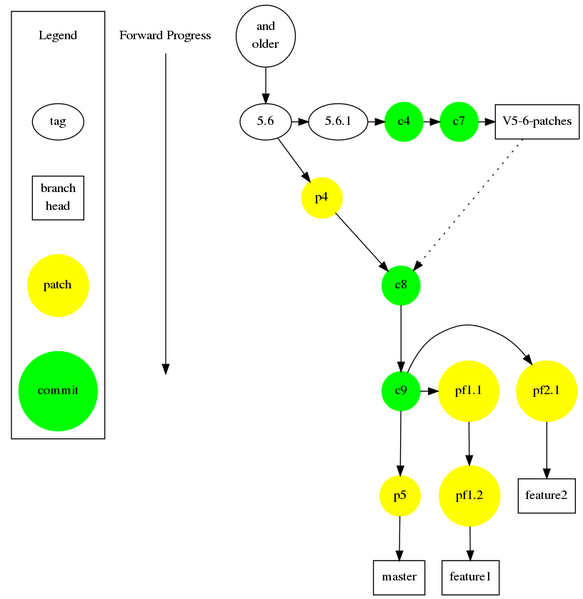 Legend
tag
branch
head
patch
commit
Forward Progress
and
older
5.6
5.6.1
c4
c7
V5-6-patches
p4
c8
c9
pf1.1
pf2.1
p5
pf1.2
feature2
master
feature1